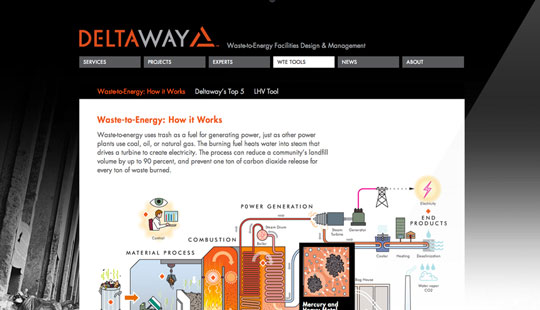 DELTAWAY
Waste-to-Energy Facilities Design & Management
SERVICES
PROJECTS
EXPERTS
WTE TOOLS
NEWS
ABOUT
Waste-to-Energy: How it Works
Deltaway's Top 5
LHV Tool
Waste-to-Energy: How it Works
Waste-to-energy uses trash as a fuel for generating power, just as other power
plants use coal, oil, or natural gas. The burning fuel heats water into steam that
drives a turbine to create electricity. The process can reduce a community's landfill
volume by up to 90 percent, and prevent one ton of carbon dioxide release for
every ton of waste burned.
POWER GENERATION
Electricity
END
PRODUCTS
Control
COMBUSTION
Steam Drum
Boiler
Steam
Turbine
Generator
MATERIAL PROCESS
Cooler
Heating
Desalinization
Water vapor
CO2
Bag House
Mercury and
Heavy Metal